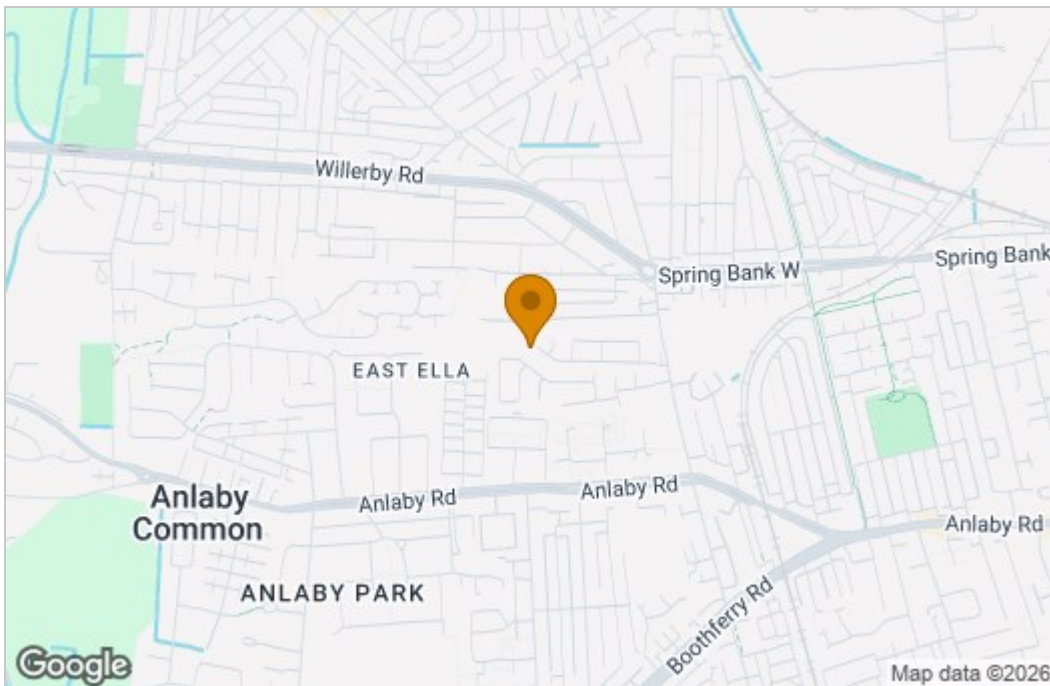 Willerby Rd
Spring Bank W
Spring Bank
EAST ELLA
Anlaby
Common
Anlaby Rd
Anlaby Rd
Anlaby Rd
ANLABY PARK
Boothferry Rd
Google
Map data ©2026